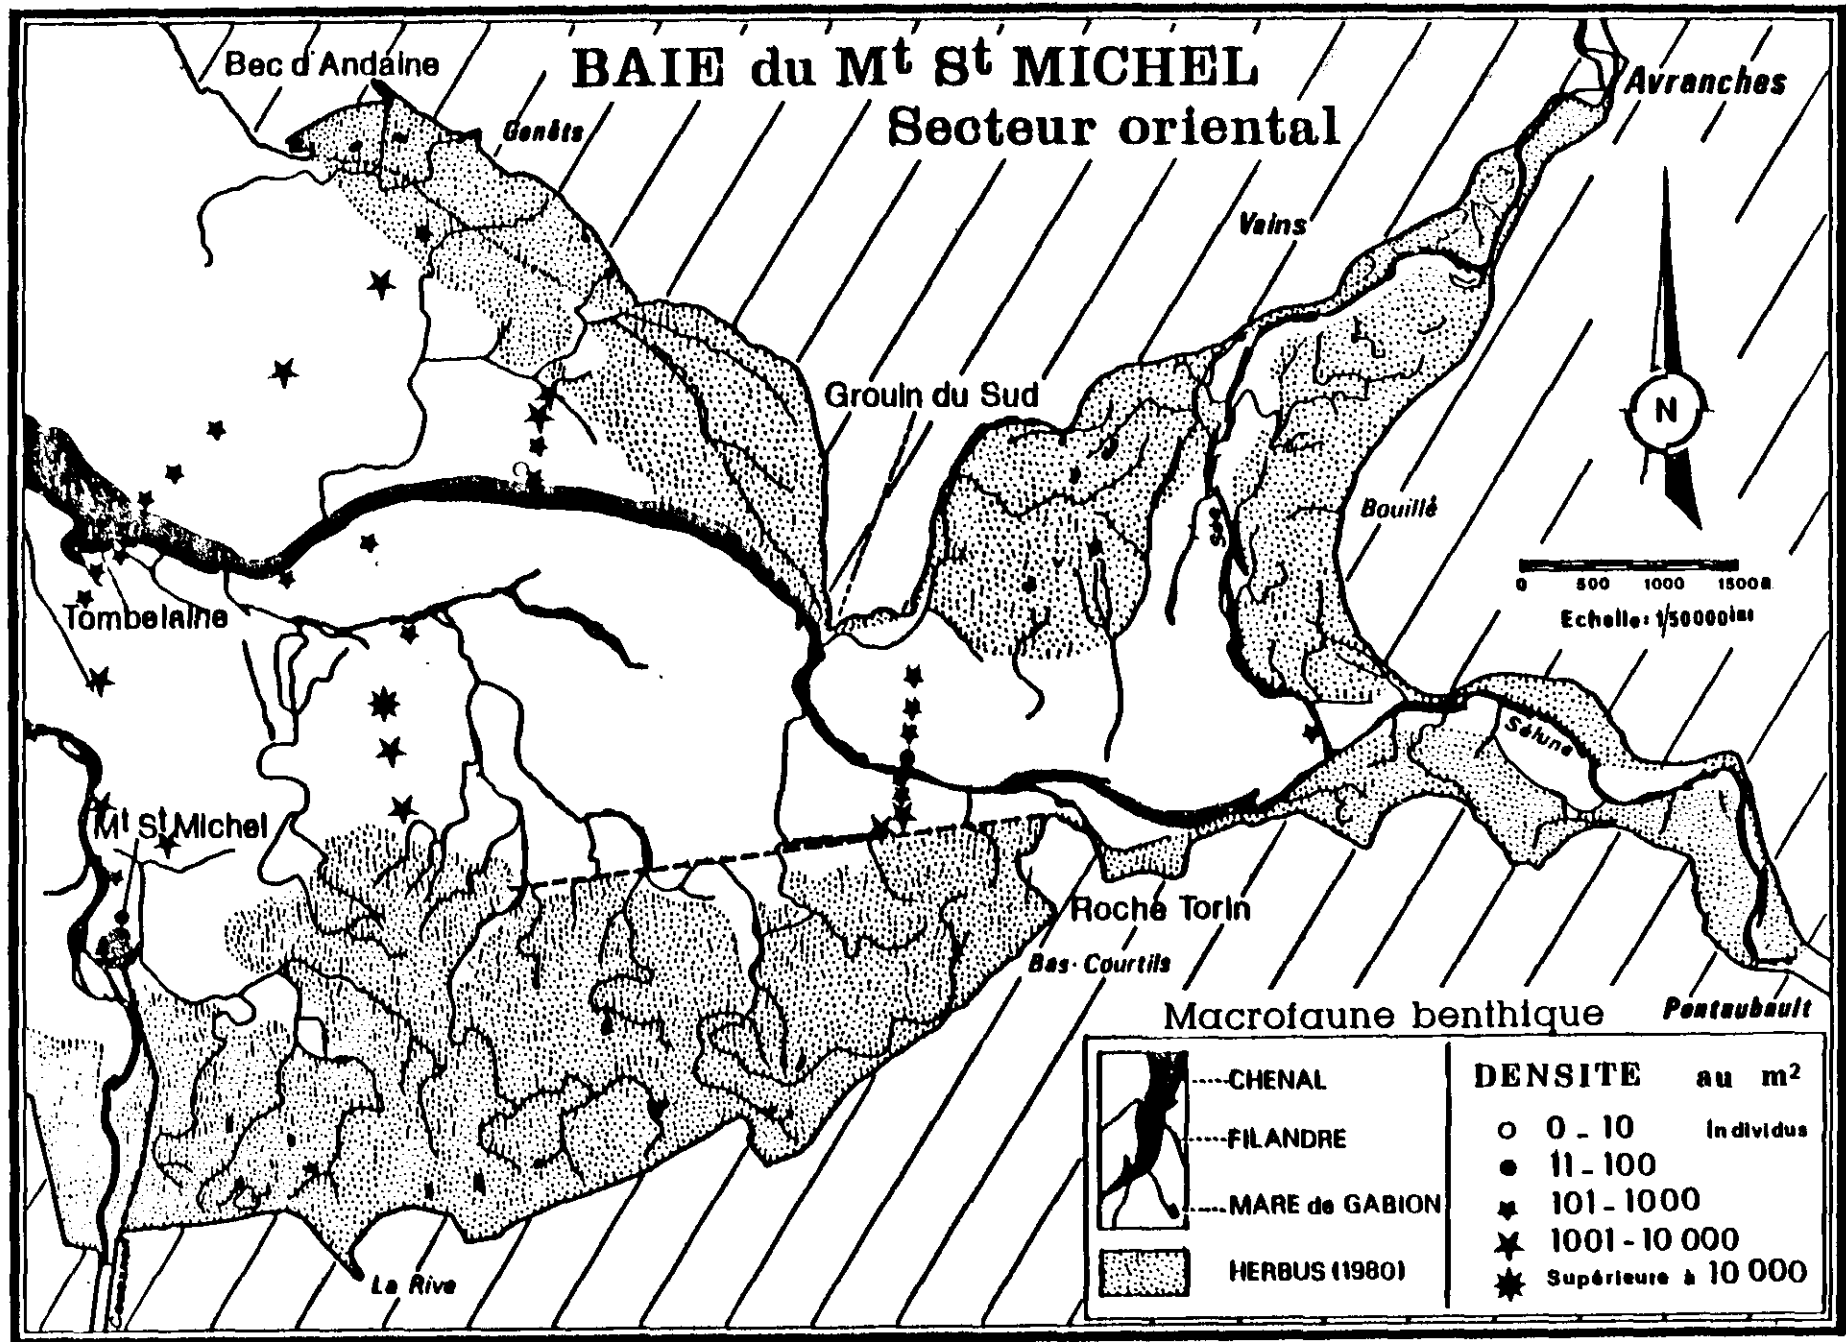 BAIE du Mt St MICHEL
Secteur oriental
Bec d'Andaine
Genêts
Avranches
Vains
Grouin du Sud
N
Bouillé
Sée
0 500 1000 1500m
Echelle: 1/50000
Tombelaine
Sélune
Mt St Michel
Roche Torin
Bas-Courtils
Pontaubault
La Rive
Macrofaune benthique
CHENAL
FILANDRE
MARE de GABION
HERBUS (1980)
DENSITE au m2
0 - 10 Individus
11 - 100
101 - 1000
1001 - 10 000
Supérieure à 10 000